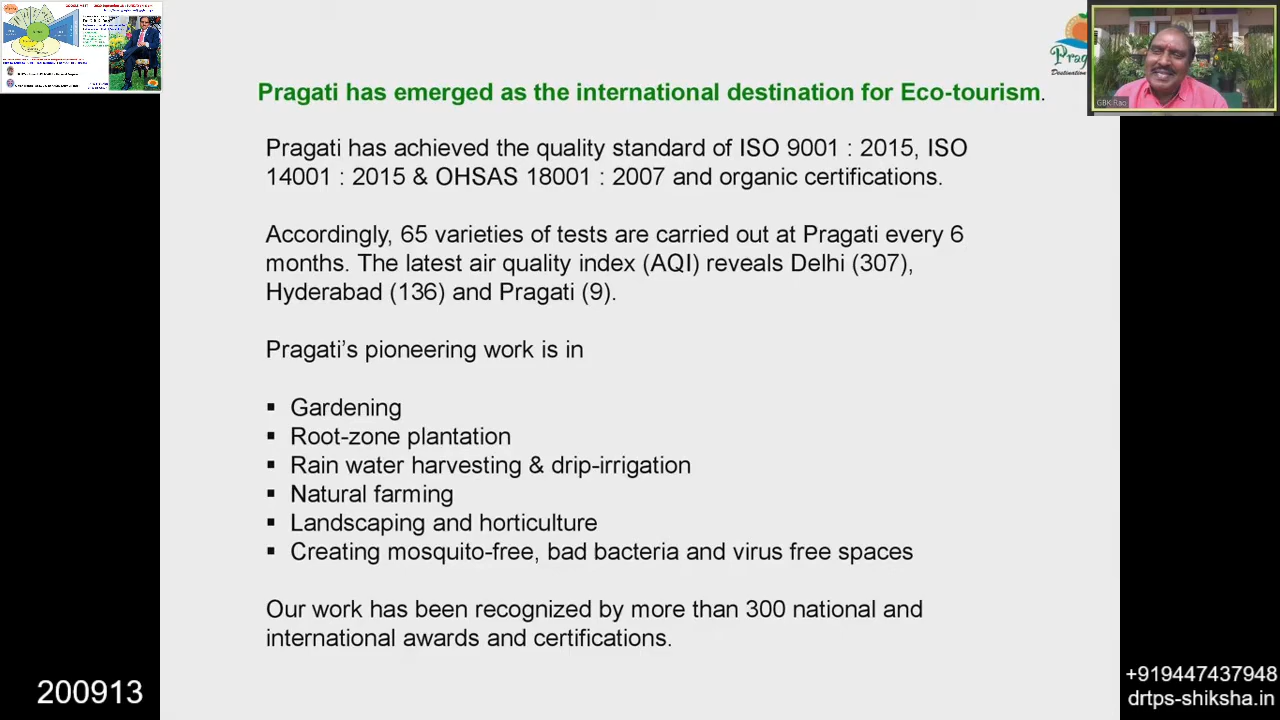 Pragati has emerged as the international destination for Eco-tourism.
Pragati has achieved the quality standard of ISO 9001 : 2015, ISO
14001 : 2015 & OHSAS 18001 : 2007 and organic certifications.
Accordingly, 65 varieties of tests are carried out at Pragati every 6
months. The latest air quality index (AQI) reveals Delhi (307),
Hyderabad (136) and Pragati (9).
Pragati’s pioneering work is in
▪ Gardening
▪ Root-zone plantation
▪ Rain water harvesting & drip-irrigation
▪ Natural farming
▪ Landscaping and horticulture
▪ Creating mosquito-free, bad bacteria and virus free spaces
Our work has been recognized by more than 300 national and
international awards and certifications.
GBK Rao
200913
+919447437948
drtps-shiksha.in